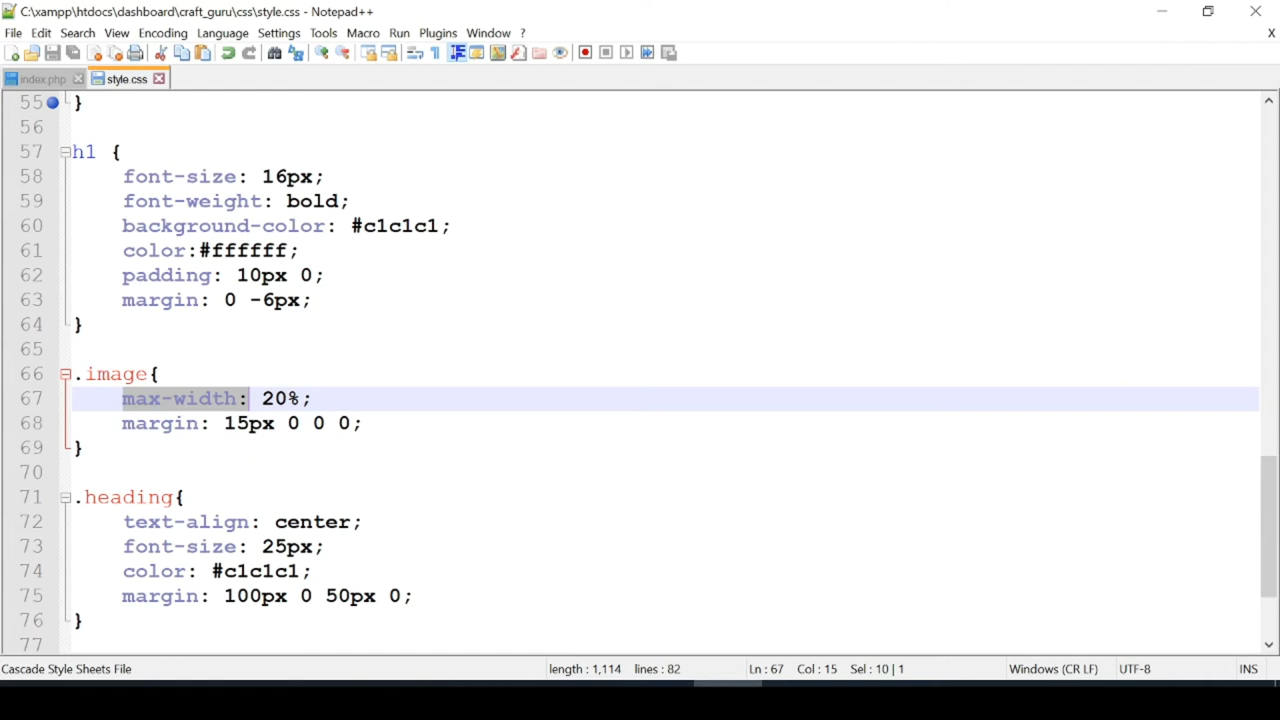 C:\xampp\htdocs\dashboard\craft_guru\css\style.css - Notepad++
File Edit Search View Encoding Language Settings Tools Macro Run Plugins Window ? X
index.php style.css
55 }
56
57 h1 {
58 font-size: 16px;
59 font-weight: bold;
60 background-color: #c1c1c1;
61 color:#ffffff;
62 padding: 10px 0;
63 margin: 0 -6px;
64 }
65
66 .image{
67 max-width: 20%;
68 margin: 15px 0 0 0;
69 }
70
71 .heading{
72 text-align: center;
73 font-size: 25px;
74 color: #c1c1c1;
75 margin: 100px 0 50px 0;
76 }
77
Cascade Style Sheets File length : 1,114 lines : 82 Ln : 67 Col : 15 Sel : 10 | 1 Windows (CR LF) UTF-8 INS